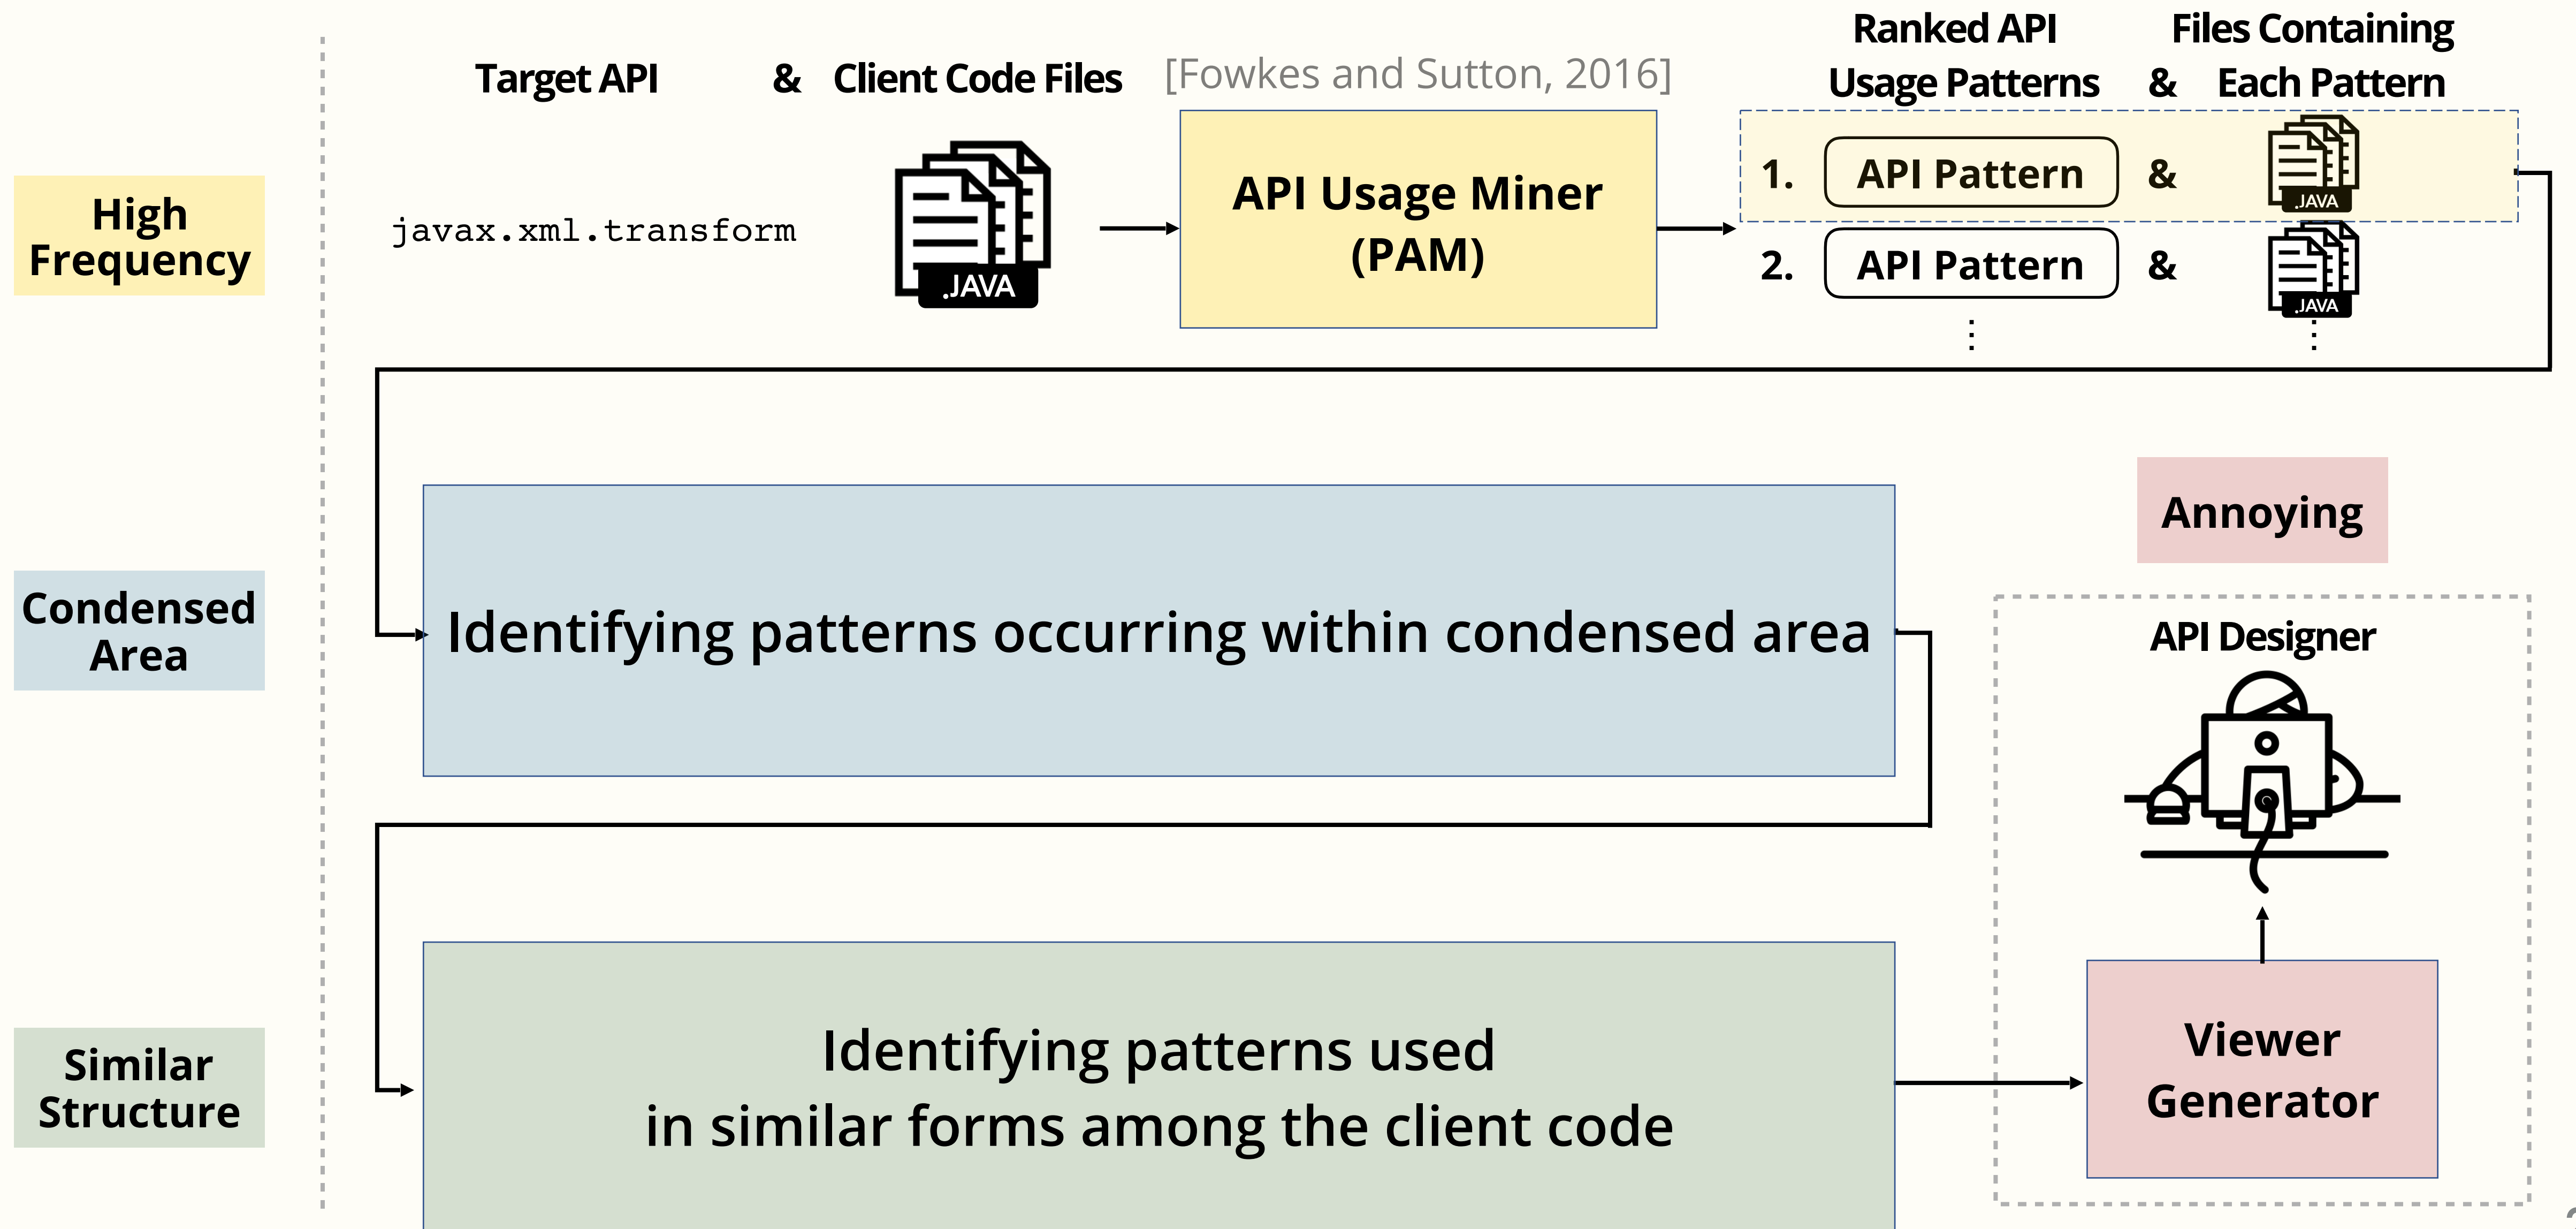 Ranked API
Files Containing
Target API & Client Code Files
[Fowkes and Sutton, 2016]
Usage Patterns & Each Pattern
High
Frequency
javax.xml.transform
.JAVA
API Usage Miner
(PAM)
1. API Pattern &
.JAVA
2. API Pattern &
.JAVA
Condensed
Area
Identifying patterns occurring within condensed area
Annoying
API Designer
Similar
Structure
Identifying patterns used
in similar forms among the client code
Viewer
Generator